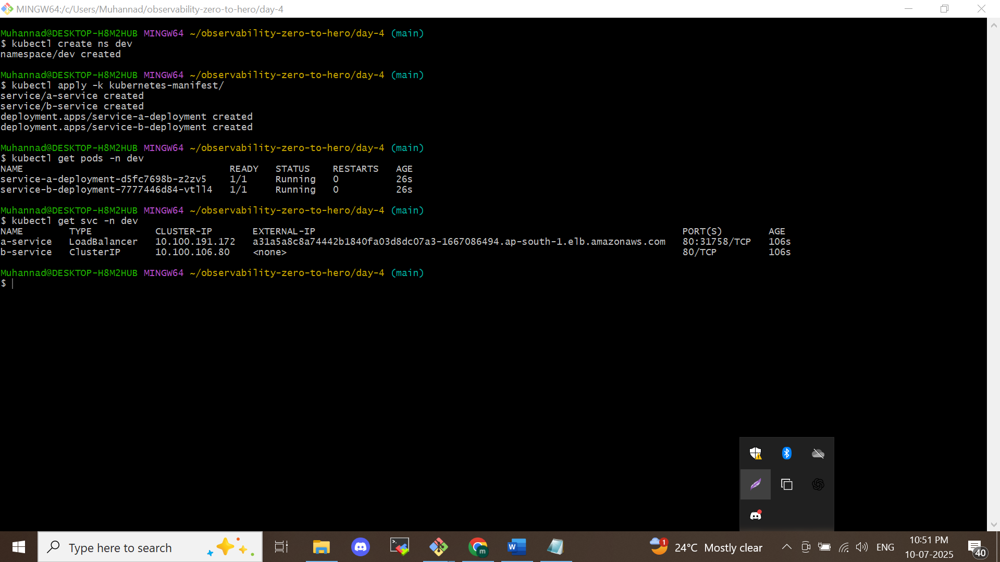 MINGW64:/c/Users/Muhannad/observability-zero-to-hero/day-4
Muhannad@DESKTOP-H8M2HUB MINGW64 ~/observability-zero-to-hero/day-4 (main)
$ kubectl create ns dev
namespace/dev created
Muhannad@DESKTOP-H8M2HUB MINGW64 ~/observability-zero-to-hero/day-4 (main)
$ kubectl apply -k kubernetes-manifest/
service/a-service created
service/b-service created
deployment.apps/service-a-deployment created
deployment.apps/service-b-deployment created
Muhannad@DESKTOP-H8M2HUB MINGW64 ~/observability-zero-to-hero/day-4 (main)
$ kubectl get pods -n dev
NAME READY STATUS RESTARTS AGE
service-a-deployment-d5fc7698b-z2zv5 1/1 Running 0 26s
service-b-deployment-7777446d84-vtll4 1/1 Running 0 26s
Muhannad@DESKTOP-H8M2HUB MINGW64 ~/observability-zero-to-hero/day-4 (main)
$ kubectl get svc -n dev
NAME TYPE CLUSTER-IP EXTERNAL-IP PORT(S) AGE
a-service LoadBalancer 10.100.191.172 a31a5a8c8a74442b1840fa03d8dc07a3-1667086494.ap-south-1.elb.amazonaws.com 80:31758/TCP 106s
b-service ClusterIP 10.100.106.80 <none> 80/TCP 106s
Muhannad@DESKTOP-H8M2HUB MINGW64 ~/observability-zero-to-hero/day-4 (main)
$
Type here to search
m
W
1
24°C Mostly clear
ENG
10:51 PM
10-07-2025
40